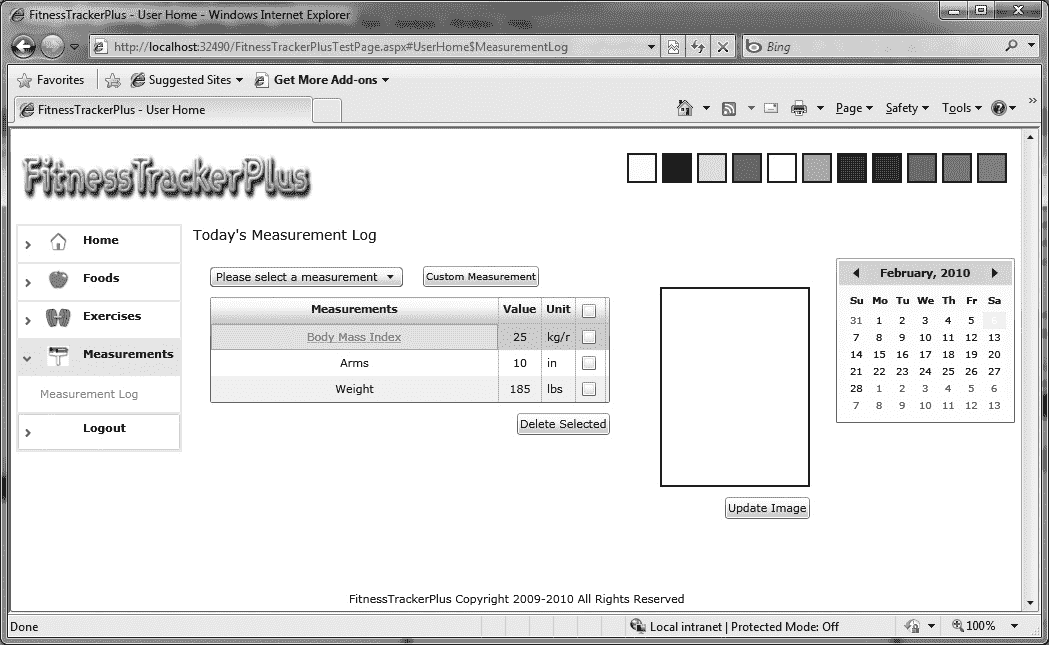 FitnessTrackerPlus - User Home - Windows Internet Explorer
http://localhost:32490/FitnessTrackerPlusTestPage.aspx#UserHome$MeasurementLog
Bing
Favorites Suggested Sites Get More Add-ons
FitnessTrackerPlus - User Home
Page Safety Tools
FitnessTrackerPlus
Home
Foods
Exercises
Measurements
Measurement Log
Logout
Today's Measurement Log
Please select a measurement Custom Measurement
Measurements Value Unit
Body Mass Index 25 kg/r
Arms 10 in
Weight 185 lbs
Delete Selected
Update Image
February, 2010
Su Mo Tu We Th Fr Sa
31 1 2 3 4 5 6
7 8 9 10 11 12 13
14 15 16 17 18 19 20
21 22 23 24 25 26 27
28 1 2 3 4 5 6
7 8 9 10 11 12 13
FitnessTrackerPlus Copyright 2009-2010 All Rights Reserved
Done Local intranet | Protected Mode: Off 100%